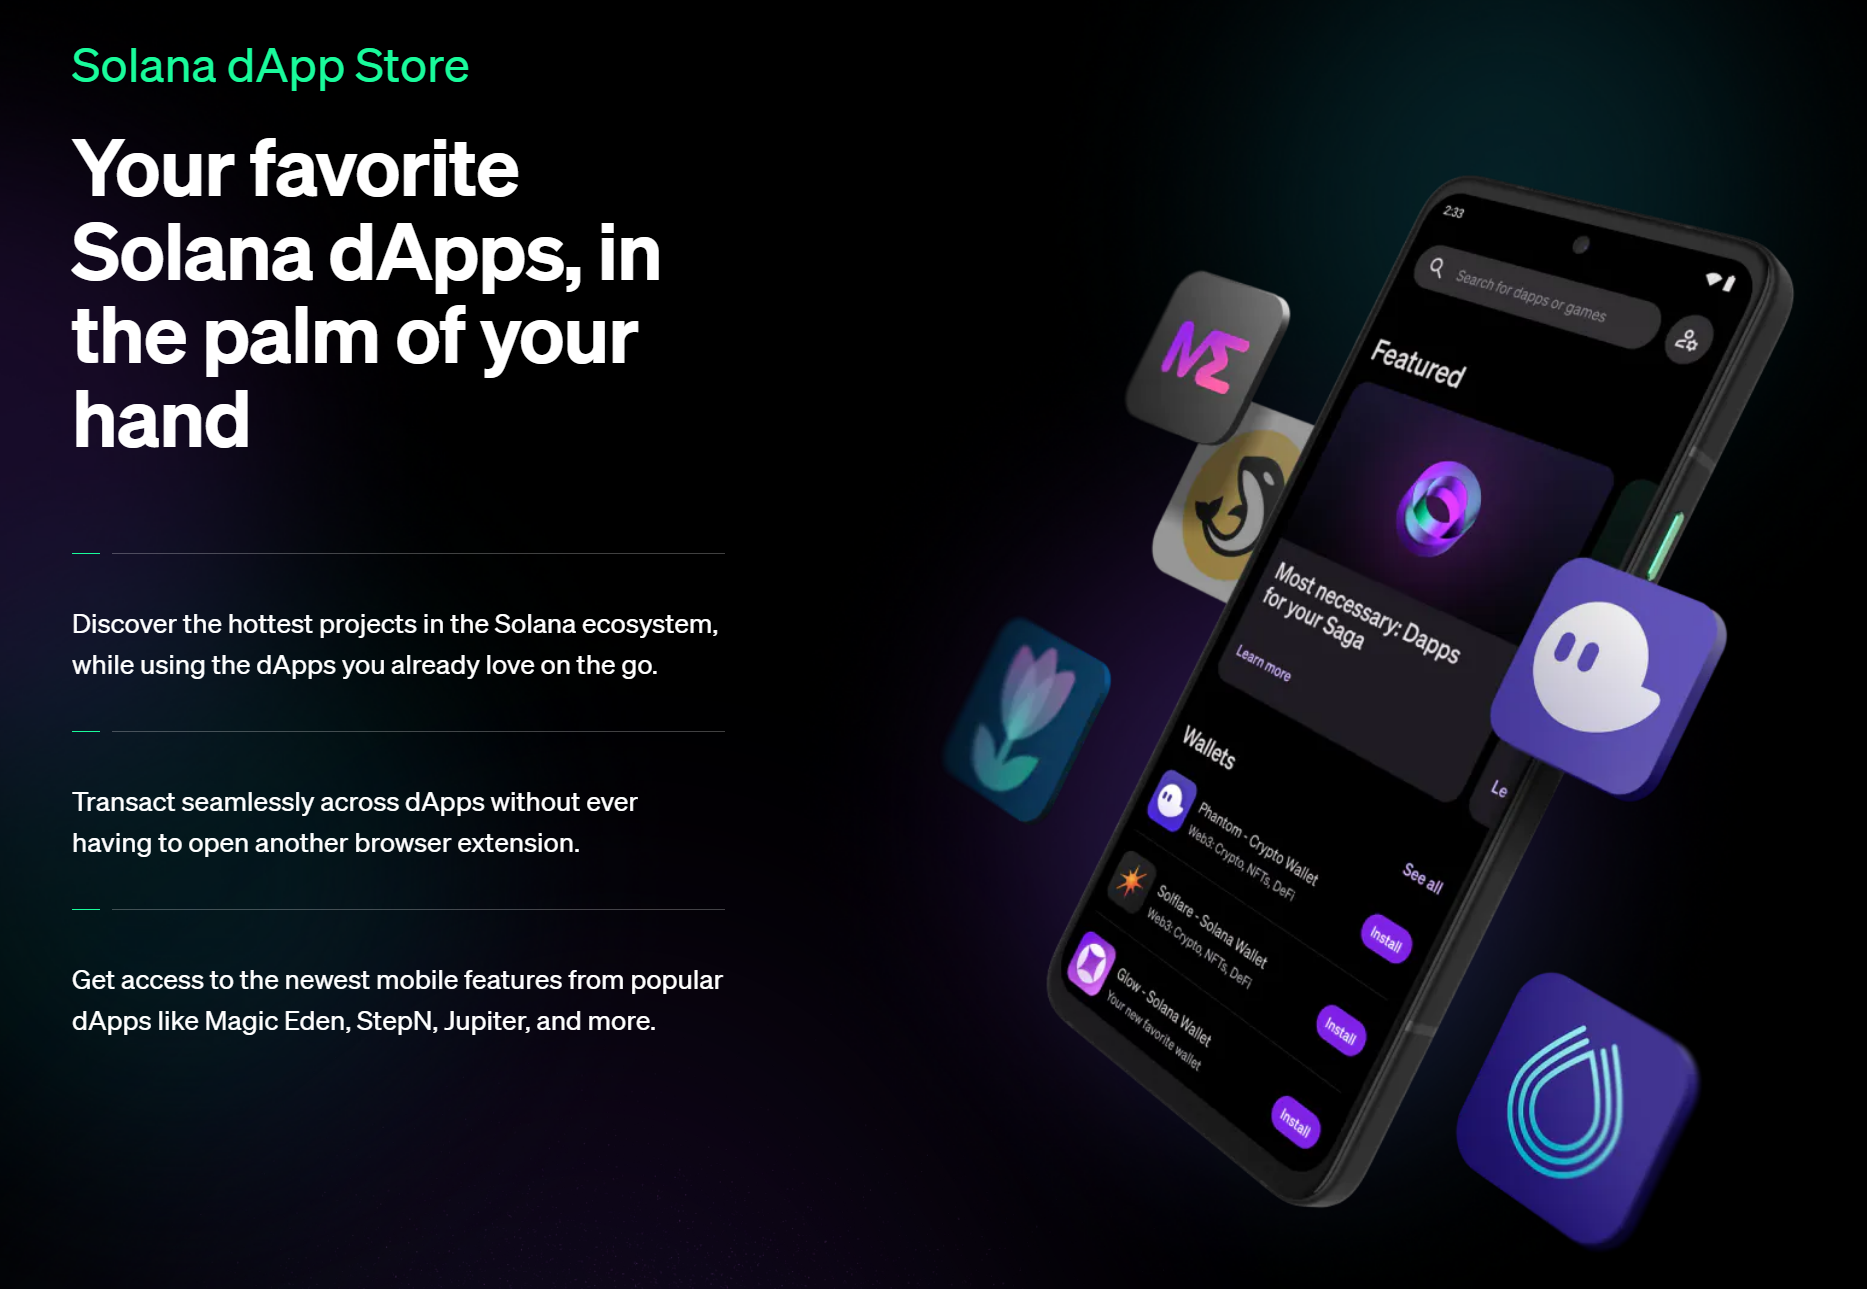 Solana dApp Store
Your favorite
Solana dApps, in
the palm of your
hand
Discover the hottest projects in the Solana ecosystem,
while using the dApps you already love on the go.
Transact seamlessly across dApps without ever
having to open another browser extension.
Get access to the newest mobile features from popular
dApps like Magic Eden, StepN, Jupiter, and more.
2:33
Search for dapps or games
Featured
Most necessary: Dapps
for your Saga
Learn more
Le
Wallets
See all
Phantom - Crypto Wallet
Web3: Crypto, NFTs, DeFi
Install
Solflare - Solana Wallet
Web3: Crypto, NFTs, DeFi
Install
Glow - Solana Wallet
Your new favorite wallet
Install
ME